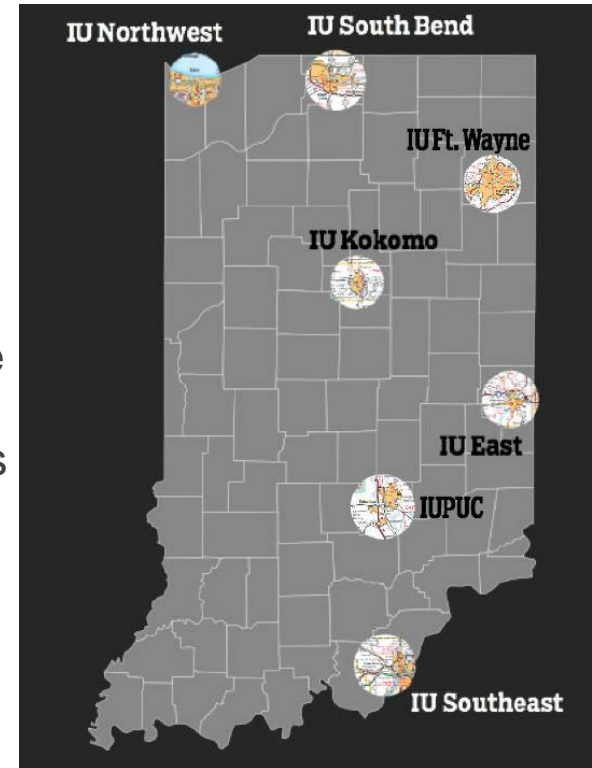 IU Northwest
IU South Bend
IU Ft. Wayne
IU Kokomo
e
s
IU East
IUPUC
IU Southeast